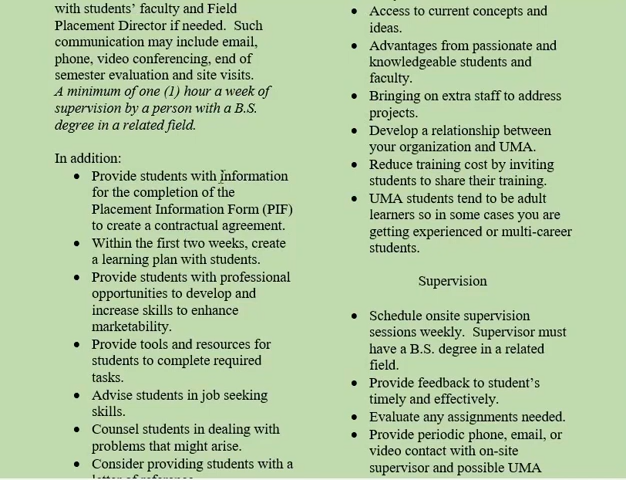 with students’ faculty and Field
Placement Director if needed.  Such
communication may include email,
phone, video conferencing, end of
semester evaluation and site visits.
A minimum of one (1) hour a week of
supervision by a person with a B.S.
degree in a related field.
In addition:
• Provide students with information
for the completion of the
Placement Information Form (PIF)
to create a contractual agreement.
• Within the first two weeks, create
a learning plan with students.
• Provide students with professional
opportunities to develop and
increase skills to enhance
marketability.
• Provide tools and resources for
students to complete required
tasks.
• Advise students in job seeking
skills.
• Counsel students in dealing with
problems that might arise.
• Consider providing students with a
letter of reference
• Access to current concepts and
ideas.
• Advantages from passionate and
knowledgeable students and
faculty.
• Bringing on extra staff to address
projects.
• Develop a relationship between
your organization and UMA.
• Reduce training cost by inviting
students to share their training.
• UMA students tend to be adult
learners so in some cases you are
getting experienced or multi-career
students.
Supervision
• Schedule onsite supervision
sessions weekly.  Supervisor must
have a B.S. degree in a related
field.
• Provide feedback to student’s
timely and effectively.
• Evaluate any assignments needed.
• Provide periodic phone, email, or
video contact with on-site
supervisor and possible UMA